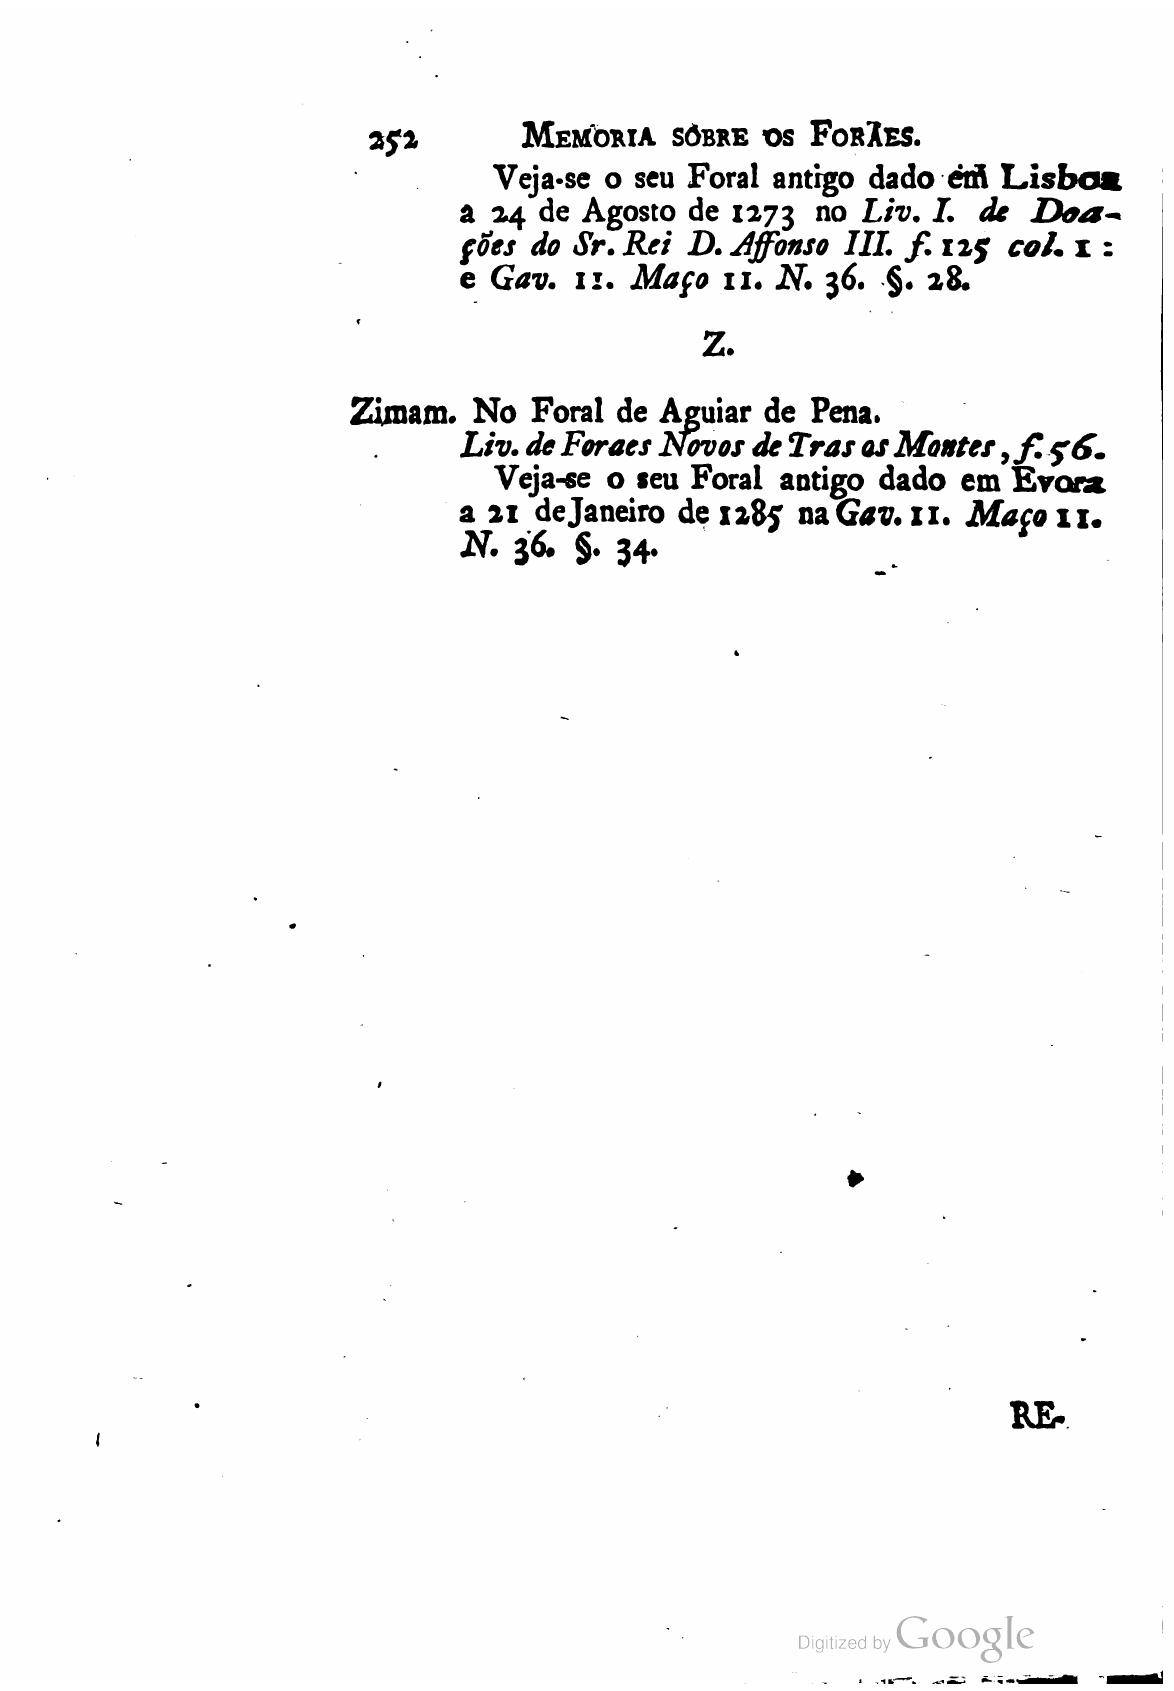 252 MEMORIA SÔBRE OS FORAES.
Veja-se o seu Foral antigo dado em Lisboa
a 24 de Agosto de 1273 no Liv. I. de Doa-
ções do Sr. Rei D. Affonso III. f. 125 col. 1 :
e Gav. 11. Maço 11. N. 36. §. 28.
Z.
Zimam. No Foral de Aguiar de Pena.
Liv. de Foraes Novos de Tras os Montes, f. 56.
Veja-se o seu Foral antigo dado em Evora
a 21 de Janeiro de 1285 na Gav. 11. Maço 11.
N. 36. §. 34.
RE-
Digitized by Google